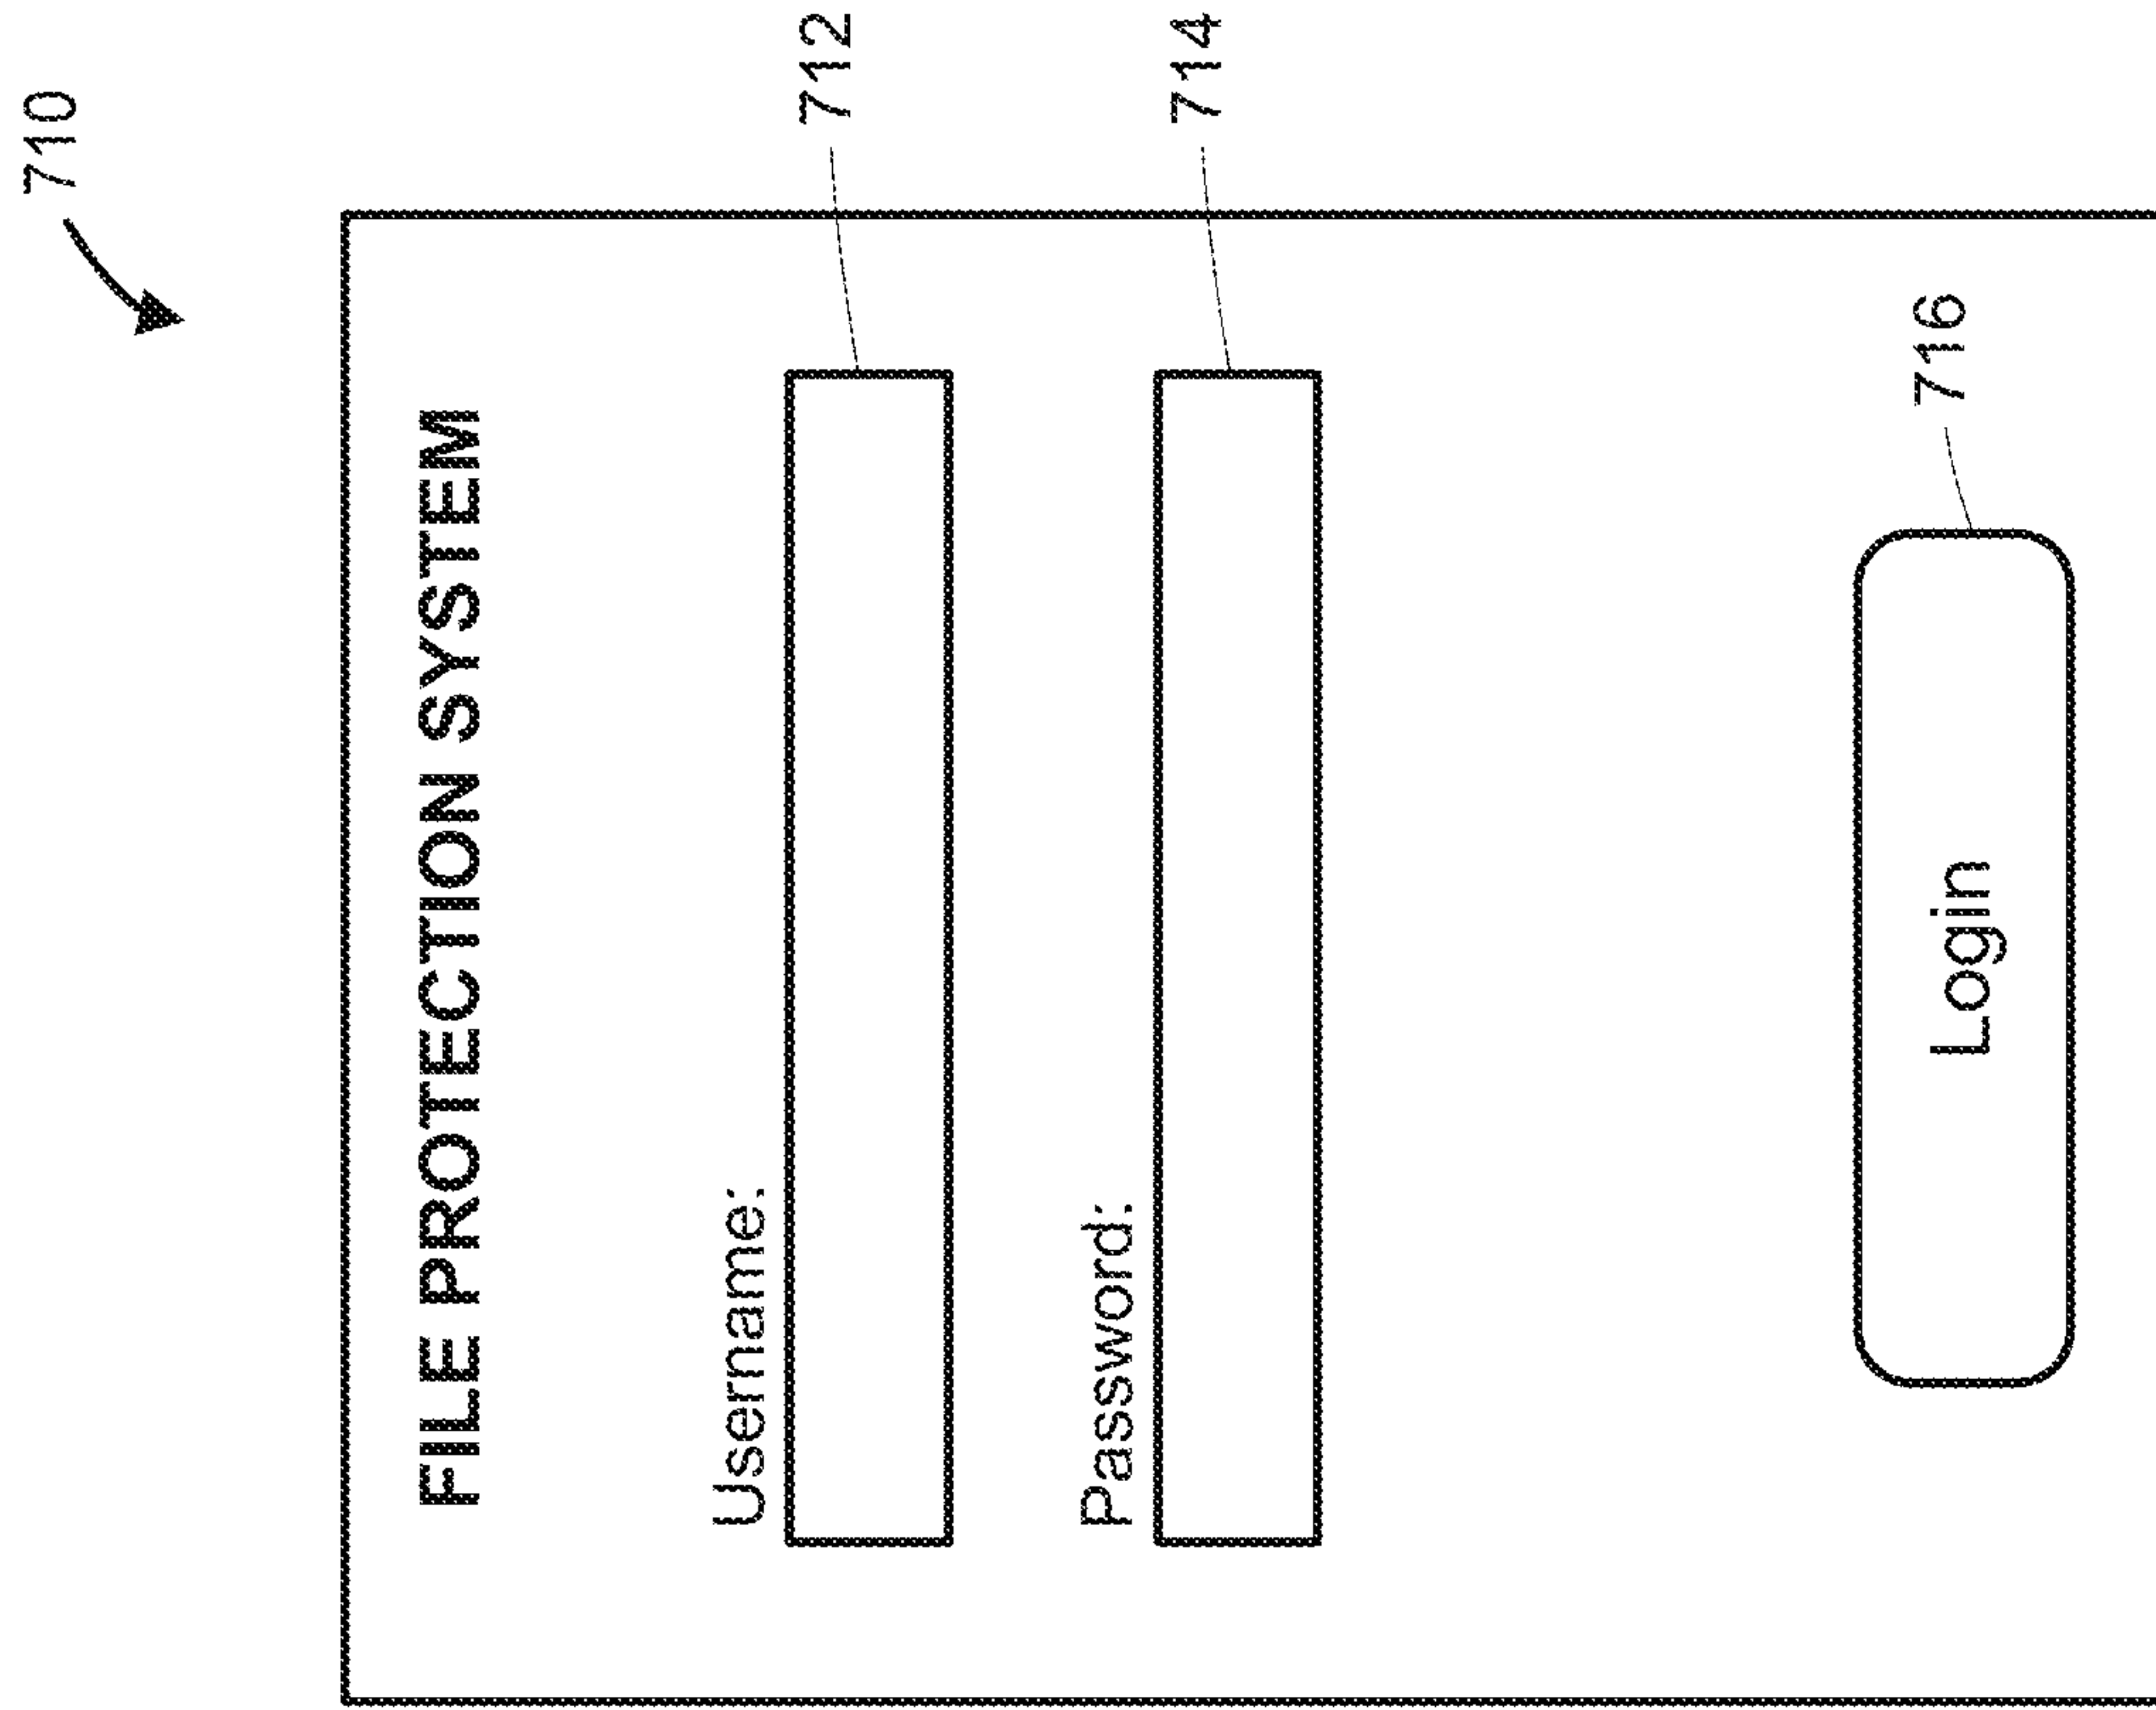 710
FILE PROTECTION SYSTEM
Username:
712
Password:
714
716
Login